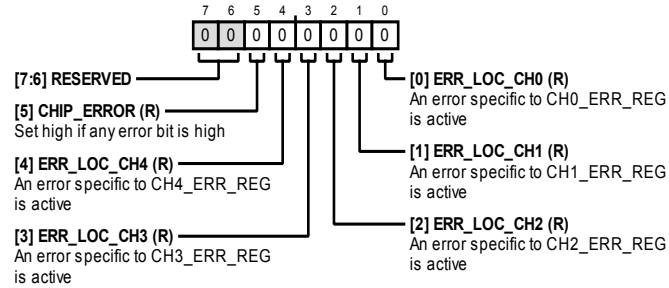 7 6 5 4 3 2 1 0
0 0 0 0 0 0 0 0
[7:6] RESERVED
[5] CHIP_ERROR (R)
Set high if any error bit is high
[4] ERR_LOC_CH4 (R)
An error specific to CH4_ERR_REG
is active
[3] ERR_LOC_CH3 (R)
An error specific to CH3_ERR_REG
is active
[0] ERR_LOC_CH0 (R)
An error specific to CH0_ERR_REG
is active
[1] ERR_LOC_CH1 (R)
An error specific to CH1_ERR_REG
is active
[2] ERR_LOC_CH2 (R)
An error specific to CH2_ERR_REG
is active